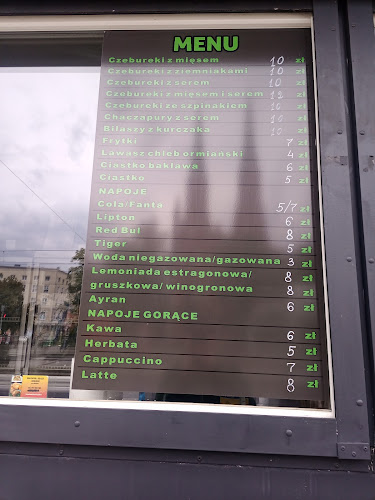 MENU
Czebureki z mięsem 10 zł
Czebureki z ziemniakami 10 zł
Czebureki z serem 10 zł
Czebureki z mięsem i serem 13 zł
Czebureki ze szpinakiem 10 zł
Chaczapury z serem 10 zł
Bilaszy z kurczaka 10 zł
Frytki 7 zł
Lawasz chleb ormiański 4 zł
Ciastko baklawa 6 zł
Ciastko 5 zł
NAPOJE
Cola/Fanta 5/7 zł
Lipton 6 zł
Red Bul 8 zł
Tiger 5 zł
Woda niegazowana/gazowana 3 zł
Lemoniada estragonowa/ 8 zł
gruszkowa/ winogronowa 8 zł
Ayran 6 zł
NAPOJE GORĄCE
Kawa 6 zł
Herbata 5 zł
Cappuccino 7 zł
Latte 8 zł